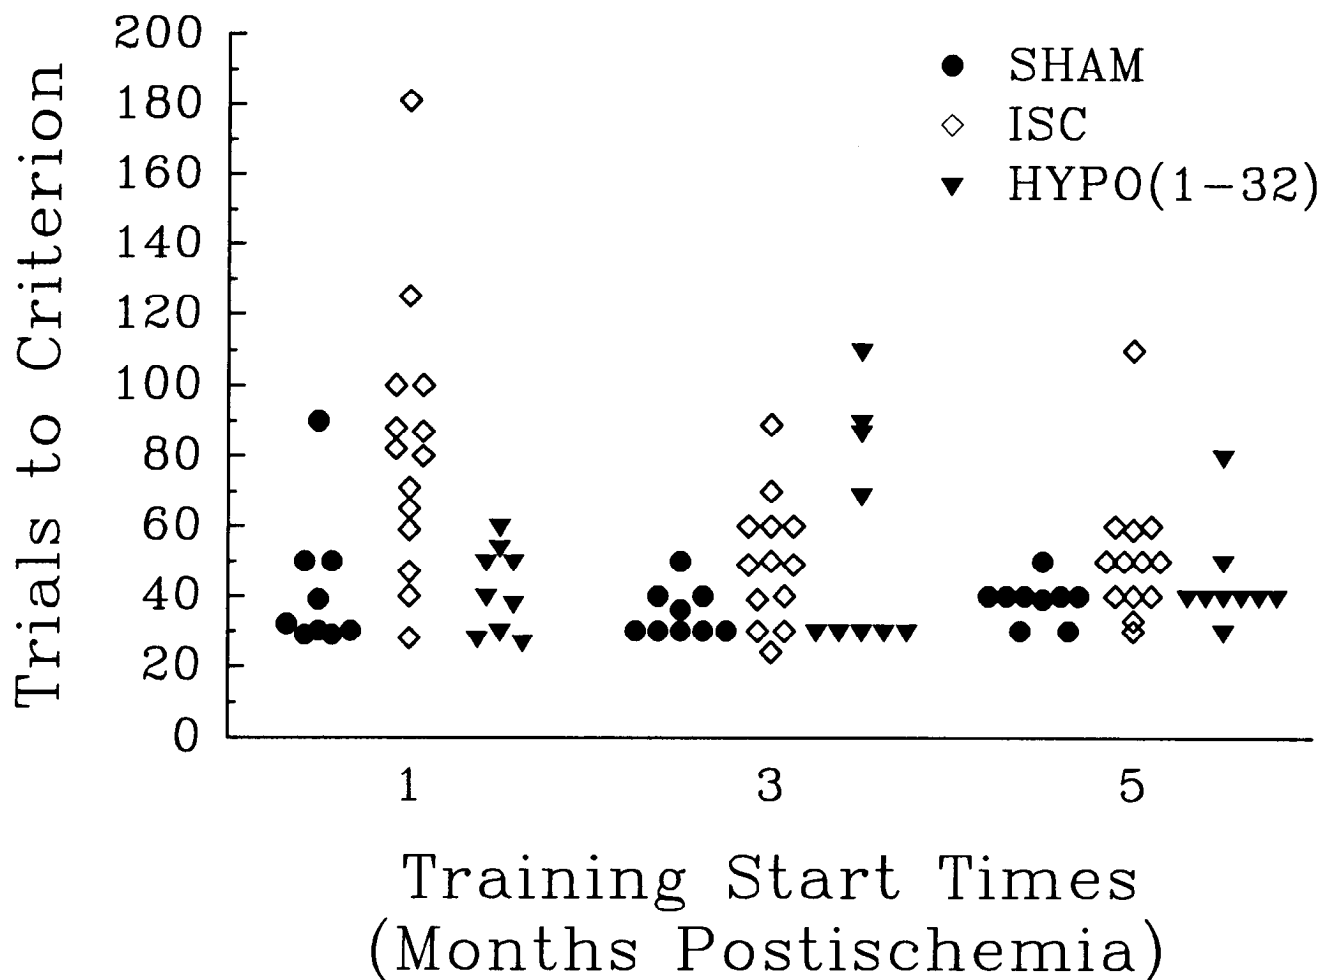 Trials to Criterion
200
180
160
140
120
100
80
60
40
20
0
SHAM
ISC
HYPO(1-32)
1 3 5
Training Start Times
(Months Postischemia)